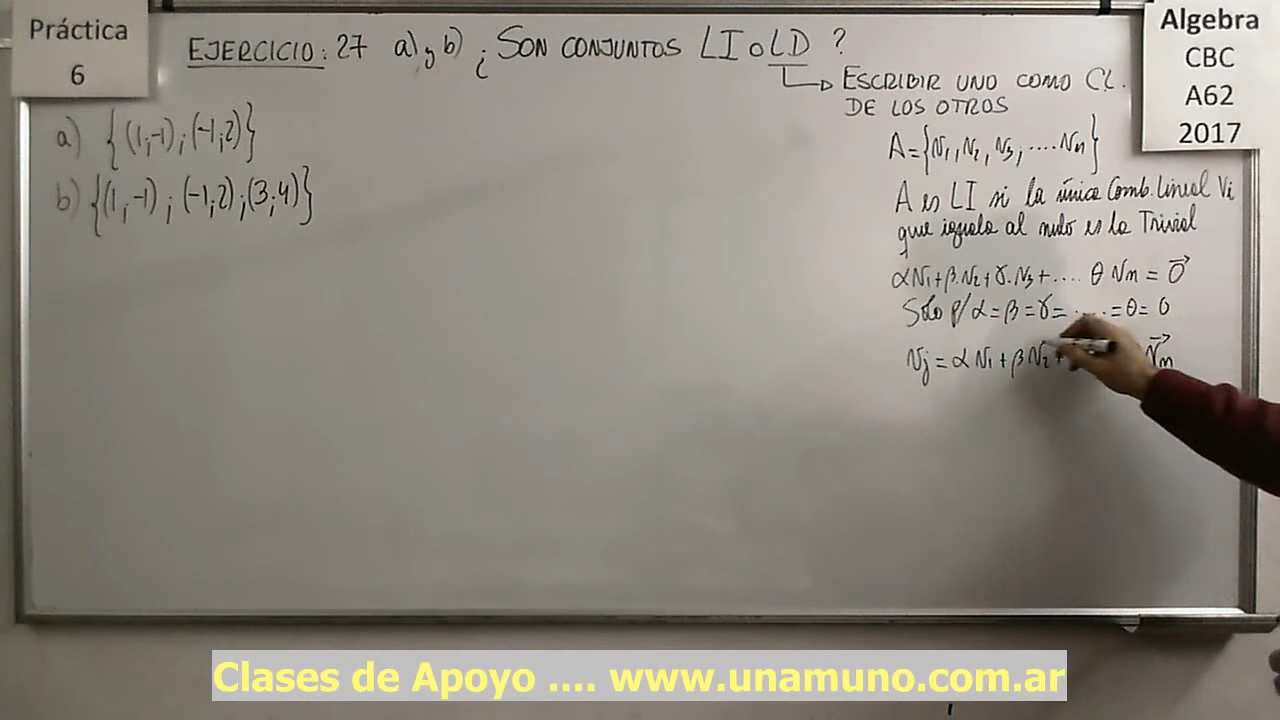 Práctica
6
EJERCICIO: 27 a) y b) ¿SON CONJUNTOS LI o LD ?
ESCRIBIR UNO COMO CL.
DE LOS OTROS
Algebra
CBC
A62
2017
a) {(1,-1);(-1,2)}
b) {(1,-1);(-1;2);(3;4)}
A={V1,V2,V3,....Vn}
A es LI si la única Comb. Lineal Vi
que iguala al nulo es la Trivial
αV1+β.V2+γ.V3+.... θ Vn = 0
Sólo p/ α=β=γ=....=θ= 0
Vj = α V1 + β V2 + Vn
Clases de Apoyo .... www.unamuno.com.ar